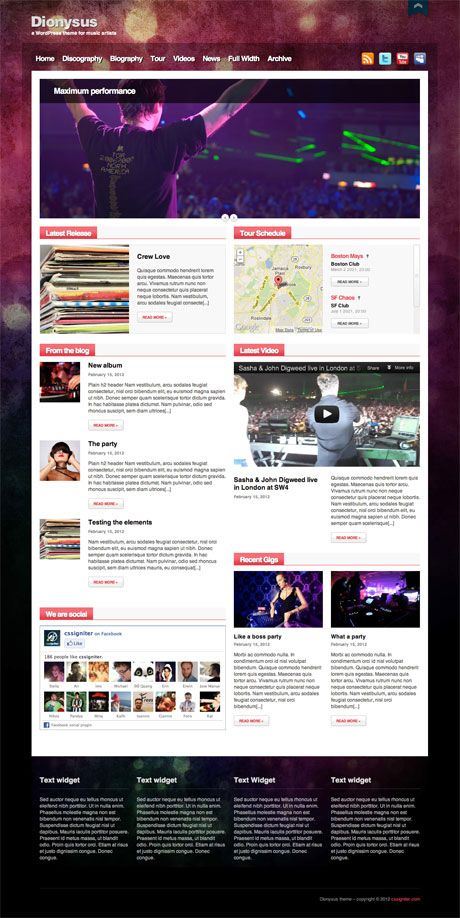 Dionysus
a WordPress theme for music artists
Home Discography Biography Tour Videos News Full Width Archive
Maximum performance
Latest Release
Crew Love
Quisque commodo hendrerit lorem
quis egestas. Maecenas quis tortor
arcu. Vivamus rutrum nunc non
neque consectetur quis placerat
neque lobortis. Nam vestibulum,
arcu sodales feugiat consectetur[...]
READ MORE »
Tour Schedule
Jamaica
Plain
Roxbury
Roslindale
Google
Map Data
Terms of Use
Boston Mays
Boston Club
March 2 2021, 23:00
READ MORE »
SF Chaos
SF Club
July 1 2021, 20:00
READ MORE »
From the blog
New album
February 15, 2012
Plain h2 header Nam vestibulum, arcu sodales feugiat
consectetur, nisl orci bibendum elit, eu euismod magna sapien
ut nibh. Donec semper quam scelerisque tortor dictum gravida.
In hac habitasse platea dictumst. Nam pulvinar, odio sed
rhoncus suscipit, sem diam ultrices[...]
READ MORE »
The party
February 15, 2012
Plain h2 header Nam vestibulum, arcu sodales feugiat
consectetur, nisl orci bibendum elit, eu euismod magna sapien
ut nibh. Donec semper quam scelerisque tortor dictum gravida.
In hac habitasse platea dictumst. Nam pulvinar, odio sed
rhoncus suscipit, sem diam ultrices[...]
READ MORE »
Testing the elements
February 15, 2012
Nam vestibulum, arcu sodales feugiat consectetur, nisl orci
bibendum elit, eu euismod magna sapien ut nibh. Donec
semper quam scelerisque tortor dictum gravida. In hac
habitasse platea dictumst. Nam pulvinar, odio sed rhoncus
suscipit, sem diam ultrices mauris, eu consequat[...]
READ MORE »
Latest Video
Sasha & John Digweed live in London at S
Share
More info
Sasha & John Digweed live
in London at SW4
February 15, 2012
Quisque commodo hendrerit lorem
quis egestas. Maecenas quis tortor
arcu. Vivamus rutrum nunc non
neque consectetur quis placerat
neque lobortis. Nam vestibulum,
arcu sodales feugiat consectetur,
nisl orci bibendum elit, eu euismod
magna sapien ut nibh. Donec
semper quam scelerisque[...]
READ MORE »
Recent Gigs
Like a boss party
February 15, 2012
Morbi ac commodo nulla. In
condimentum orci id nisl volutpat
bibendum. Quisque commodo
hendrerit lorem quis egestas.
Maecenas quis tortor arcu.
Vivamus rutrum nunc non neque
consectetur quis placerat neque
lobortis. Nam vestibulum, arcu
sodales feugiat consectetur, nisl
orci bibendum[...]
READ MORE »
What a party
February 15, 2012
Morbi ac commodo nulla. In
condimentum orci id nisl volutpat
bibendum. Quisque commodo
hendrerit lorem quis egestas.
Maecenas quis tortor arcu.
Vivamus rutrum nunc non neque
consectetur quis placerat neque
lobortis. Nam vestibulum, arcu
sodales feugiat consectetur, nisl
orci bibendum[...]
READ MORE »
We are social
cssigniter on Facebook
Like
186 people like cssigniter.
Michael
Erwin
Pandya
Mina
Ioannis
Giannis
Fora
Facebook social plugin
Text widget
Sed auctor neque eu tellus rhoncus ut
eleifend nibh porttitor. Ut in nulla enim.
Phasellus molestie magna non est
bibendum non venenatis nisl tempor.
Suspendisse dictum feugiat nisl ut
dapibus. Mauris iaculis porttitor posuere.
Praesent id metus massa, ut blandit
odio. Proin quis tortor orci. Etiam at risus
et justo dignissim congue. Donec
congue.
Text widget
Sed auctor neque eu tellus rhoncus ut
eleifend nibh porttitor. Ut in nulla enim.
Phasellus molestie magna non est
bibendum non venenatis nisl tempor.
Suspendisse dictum feugiat nisl ut
dapibus. Mauris iaculis porttitor posuere.
Praesent id metus massa, ut blandit
odio. Proin quis tortor orci. Etiam at risus
et justo dignissim congue. Donec
congue.
Text Widget
Sed auctor neque eu tellus rhoncus ut
eleifend nibh porttitor. Ut in nulla enim.
Phasellus molestie magna non est
bibendum non venenatis nisl tempor.
Suspendisse dictum feugiat nisl ut
dapibus. Mauris iaculis porttitor posuere.
Praesent id metus massa, ut blandit
odio. Proin quis tortor orci. Etiam at risus
et justo dignissim congue. Donec
congue.
Text widget
Sed auctor neque eu tellus rhoncus ut
eleifend nibh porttitor. Ut in nulla enim.
Phasellus molestie magna non est
bibendum non venenatis nisl tempor.
Suspendisse dictum feugiat nisl ut
dapibus. Mauris iaculis porttitor posuere.
Praesent id metus massa, ut blandit
odio. Proin quis tortor orci. Etiam at risus
et justo dignissim congue. Donec
congue.
Dionysus theme – copyright © 2012 cssigniter.com